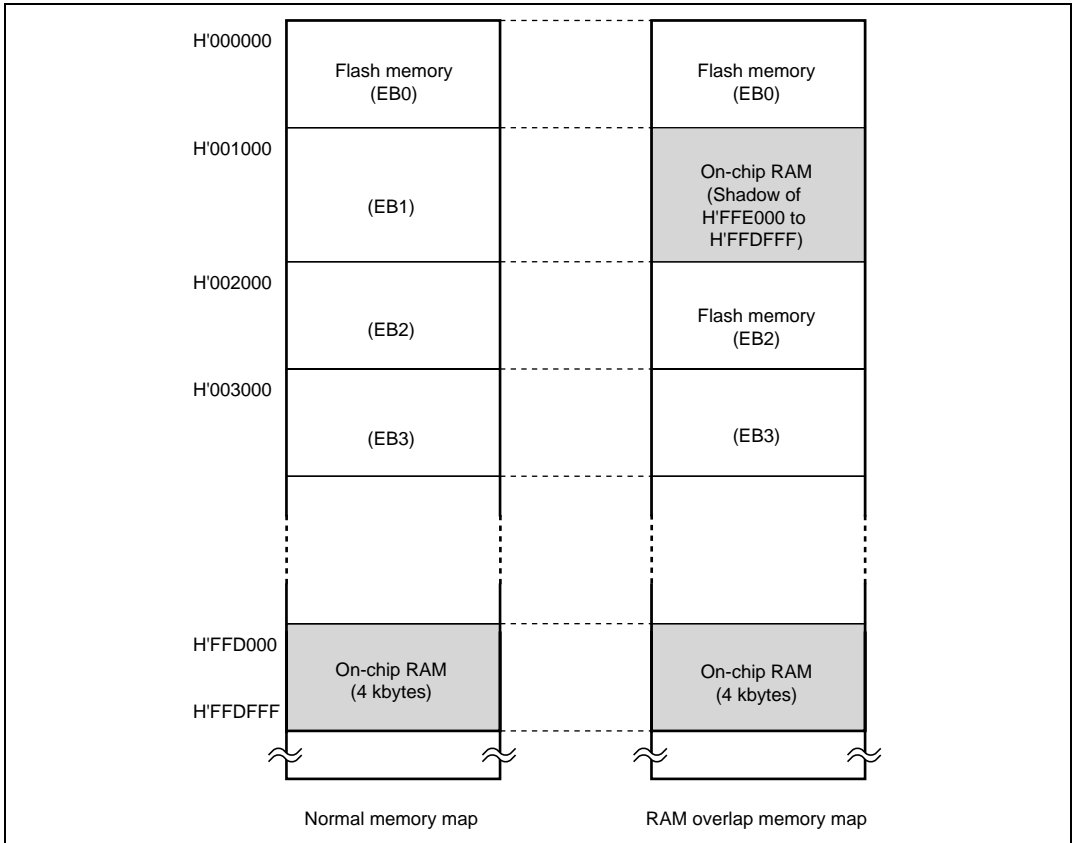 H'000000
Flash memory
(EB0)
Flash memory
(EB0)
H'001000
(EB1)
On-chip RAM
(Shadow of
H'FFE000 to
H'FFDFFF)
H'002000
(EB2)
Flash memory
(EB2)
H'003000
(EB3)
(EB3)
H'FFD000
On-chip RAM
(4 kbytes)
On-chip RAM
(4 kbytes)
H'FFDFFF
Normal memory map
RAM overlap memory map